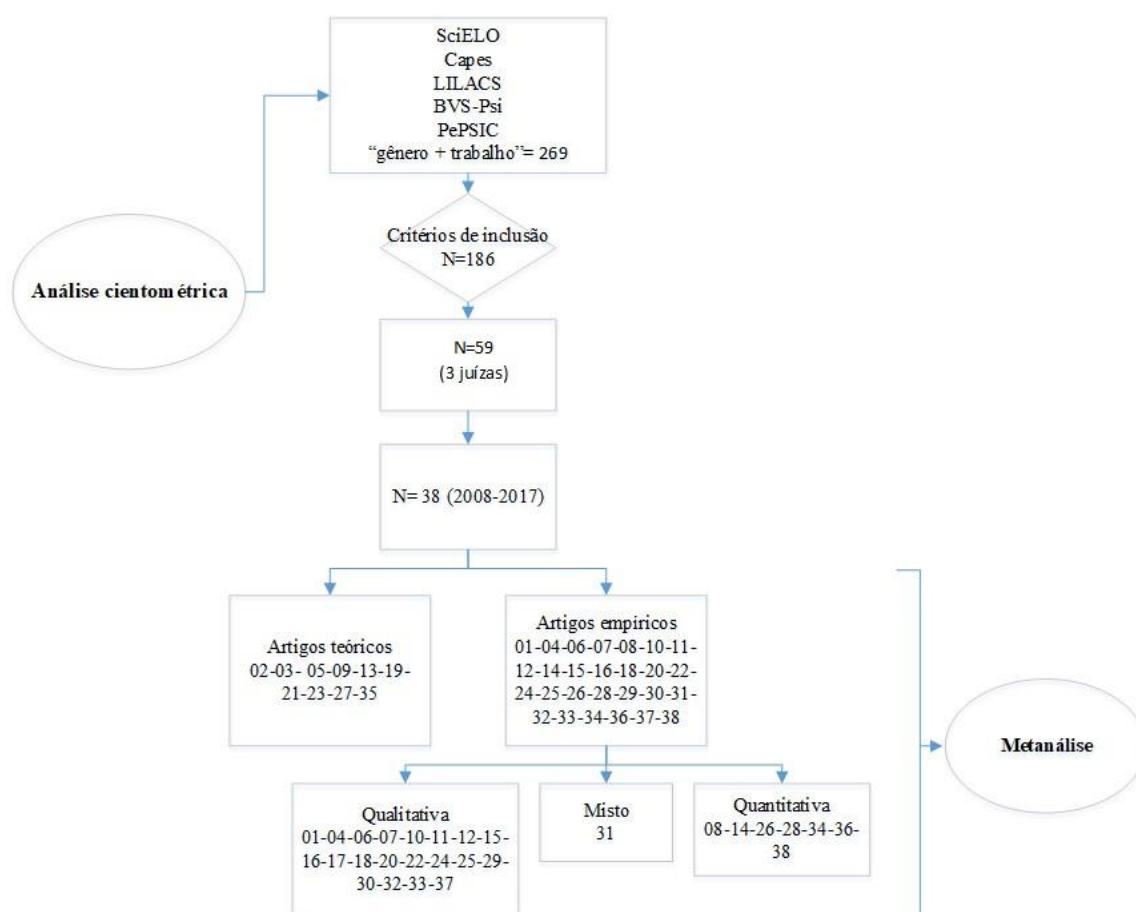 SciELO
Capes
LILACS
BVS-Psi
PePSIC
“gênero + trabalho”= 269
Critérios de inclusão
N=186
Análise cientométrica
N=59
(3 juízas)
N= 38 (2008-2017)
Artigos teóricos
02-03- 05-09-13-19-
21-23-27-35
Artigos empíricos
01-04-06-07-08-10-11-
12-14-15-16-18-20-22-
24-25-26-28-29-30-31-
32-33-34-36-37-38
Metanálise
Qualitativa
01-04-06-07-10-11-12-15-
16-17-18-20-22-24-25-29-
30-32-33-37
Misto
31
Quantitativa
08-14-26-28-34-36-
38